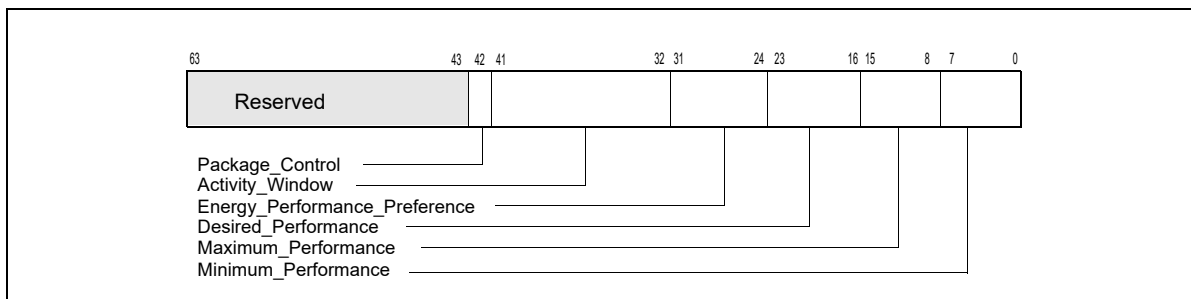 63 43 42 41 32 31 24 23 16 15 8 7 0
Reserved
Package_Control
Activity_Window
Energy_Performance_Preference
Desired_Performance
Maximum_Performance
Minimum_Performance